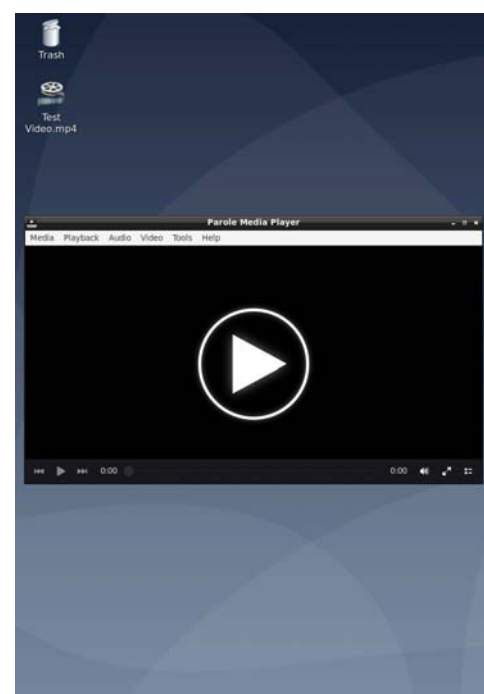 Trash
Test
Video.mp4
Parole Media Player
Media Playback Audio Video Tools Help
0:00
0:00